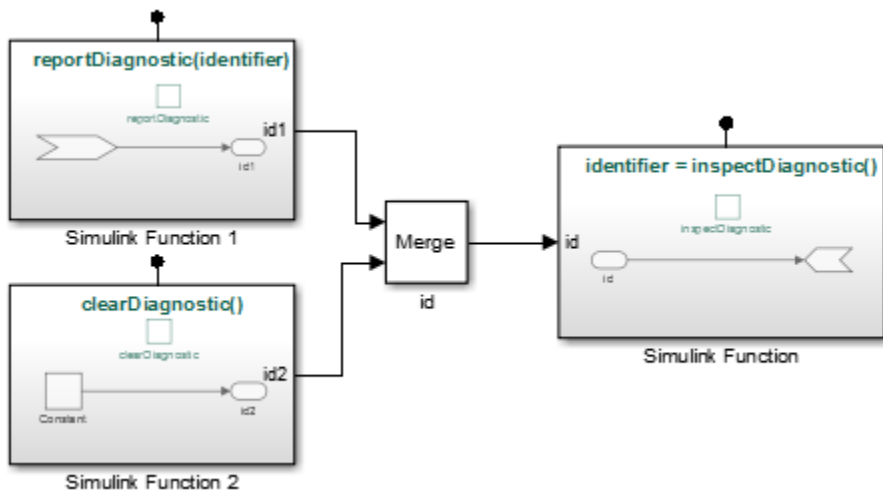 reportDiagnostic(identifier)
reportDiagnostic
id1
id1
Simulink Function 1
clearDiagnostic()
clearDiagnostic
id2
Constant
id2
Simulink Function 2
Merge
id
identifier = inspectDiagnostic()
inspectDiagnostic
id
id
Simulink Function